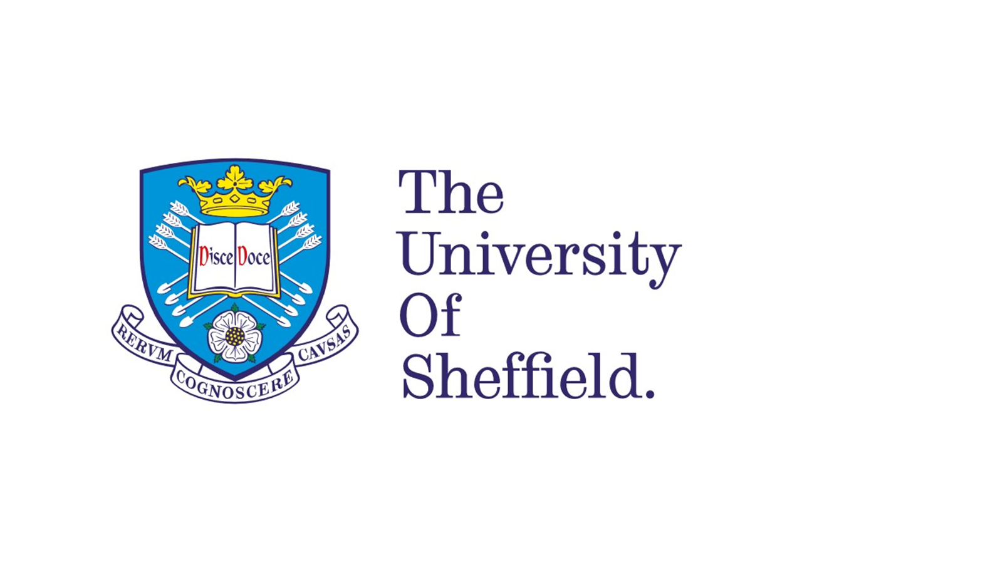 Disce Doce
RERVM COGNOSCERE CAVSAS
The
University
Of
Sheffield.